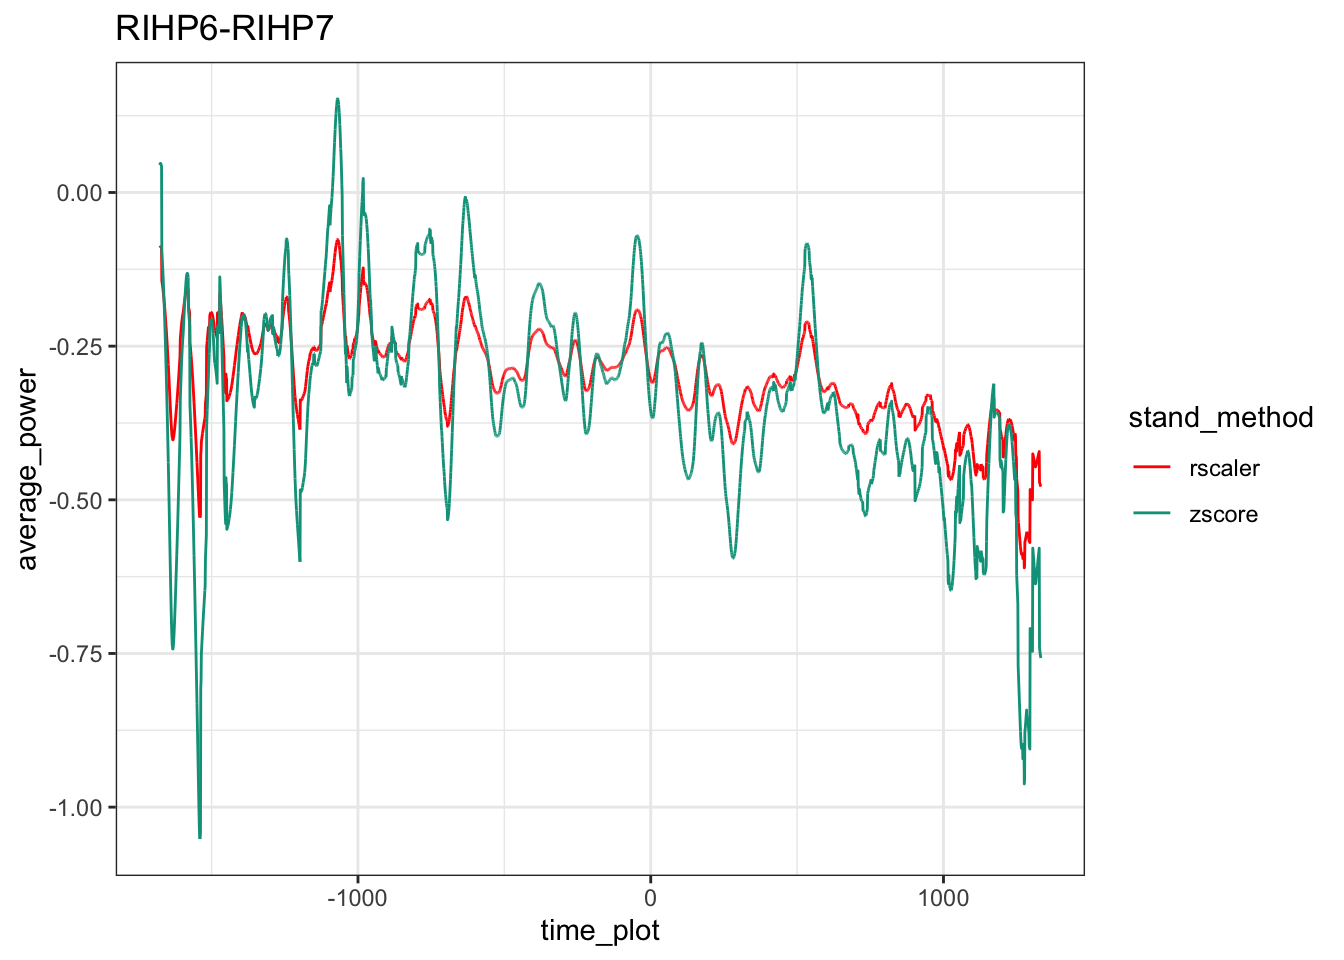 RIHP6-RIHP7
0.00
-0.25
-0.50
-0.75
-1.00
average_power
-1000
0
1000
time_plot
stand_method
rscaler
zscore